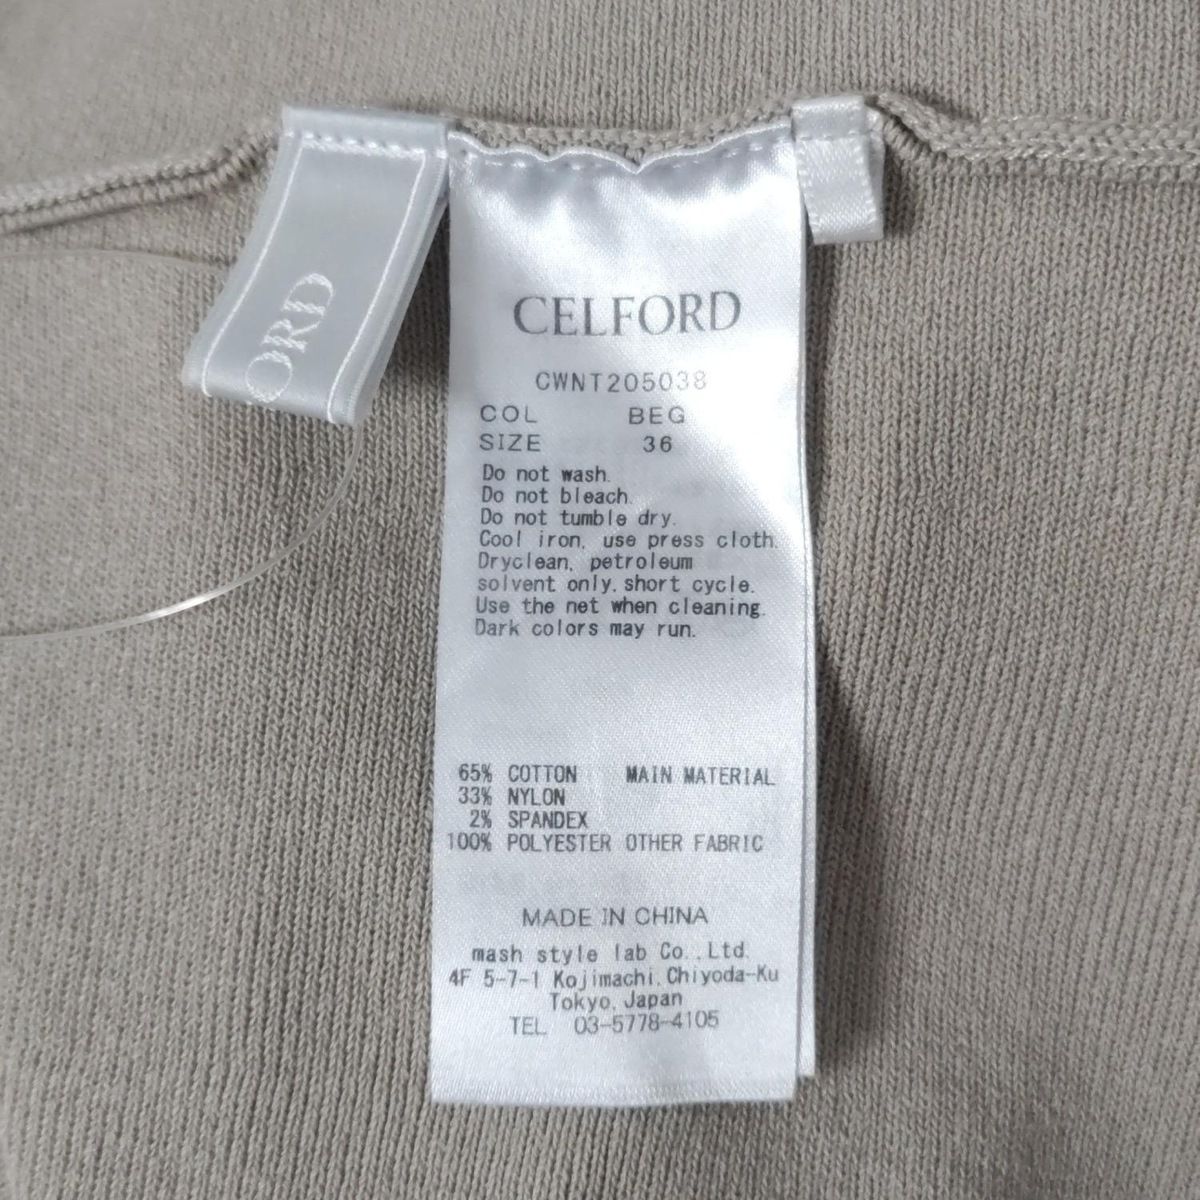 ORD
CELFORD
CWNT205038
COL BEG
SIZE 36
Do not wash.
Do not bleach.
Do not tumble dry.
Cool iron, use press cloth.
Dryclean, petroleum
solvent only, short cycle.
Use the net when cleaning.
Dark colors may run.
65% COTTON MAIN MATERIAL
33% NYLON
2% SPANDEX
100% POLYESTER OTHER FABRIC
MADE IN CHINA
mash style lab Co., Ltd.
4F 5-7-1 Kojimachi, Chiyoda-Ku
Tokyo, Japan
TEL 03-5778-4105